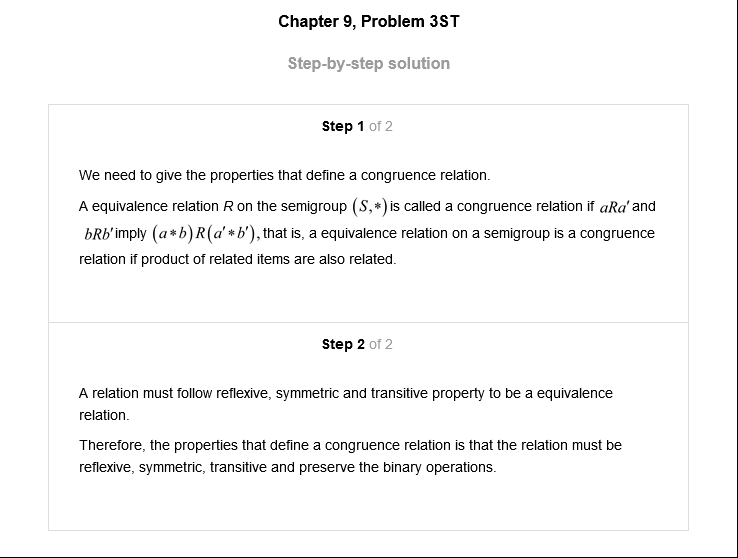 Chapter 9, Problem 3ST
Step-by-step solution
Step 1 of 2
We need to give the properties that define a congruence relation.
A equivalence relation R on the semigroup (S,*) is called a congruence relation if aRa' and
bRb' imply (a*b)R(a'*b'), that is, a equivalence relation on a semigroup is a congruence
relation if product of related items are also related.
Step 2 of 2
A relation must follow reflexive, symmetric and transitive property to be a equivalence
relation.
Therefore, the properties that define a congruence relation is that the relation must be
reflexive, symmetric, transitive and preserve the binary operations.